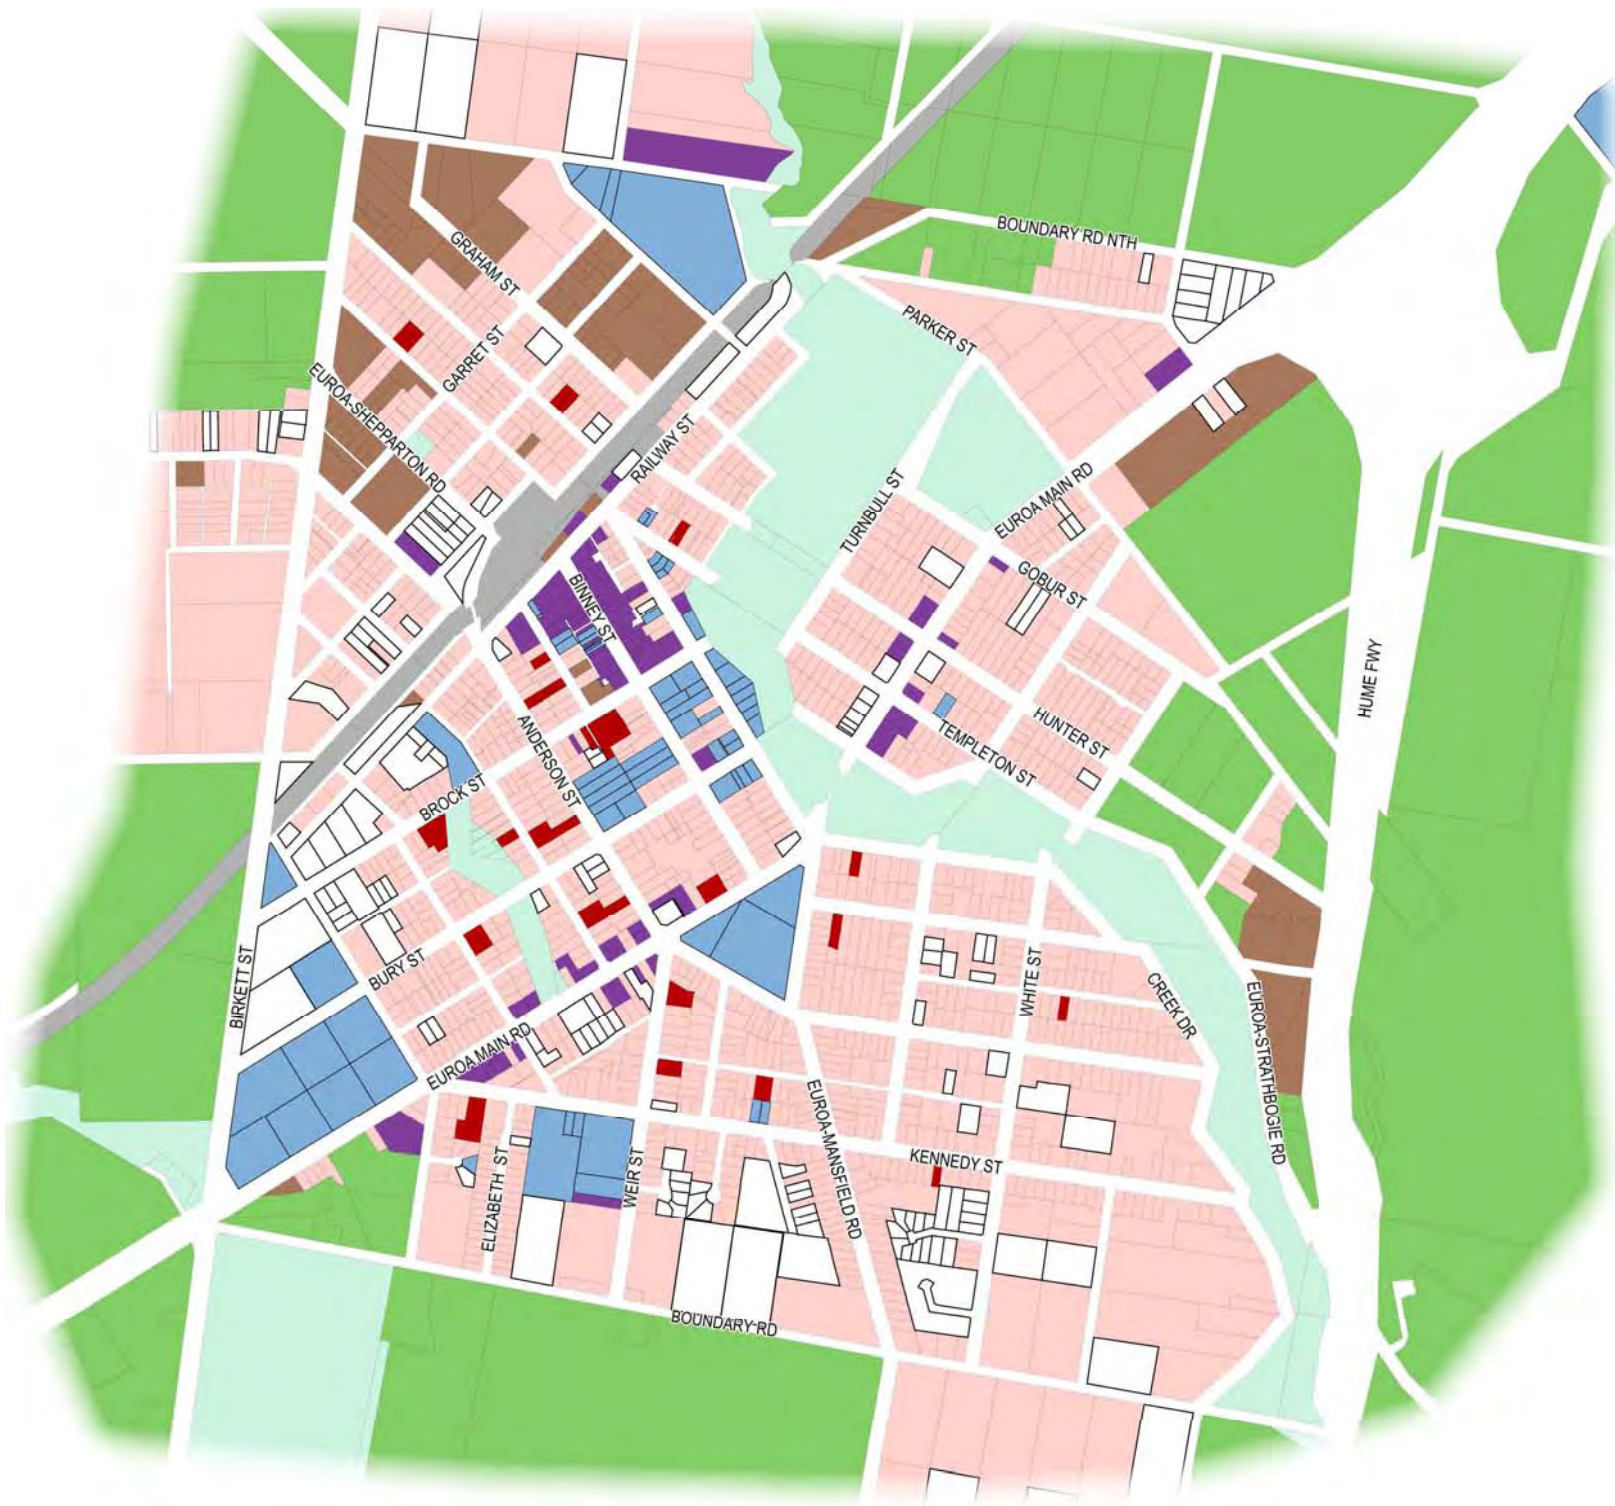 BOUNDARY RD NTH
GRAHAM ST
PARKER ST
GARRET ST
EUROA-SHEPPARTON RD
RAILWAY ST
EUROA MAIN RD
TURNBULL ST
GOBUR ST
BINNEY ST
HUME FWY
HUNTER ST
TEMPLETON ST
ANDERSON ST
BROCK ST
BURY ST
BIRKETT ST
WHITE ST
CREEK DR
EUROA-STRATHBOGIE RD
EUROA MAIN RD
EUROA-MANSFIELD RD
KENNEDY ST
WEIR ST
ELIZABETH ST
BOUNDARY RD